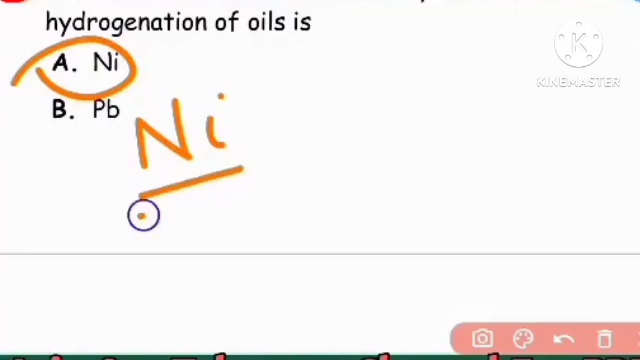 hydrogenation of oils is
A. Ni
B. Pb
Ni
K
KINEMASTER